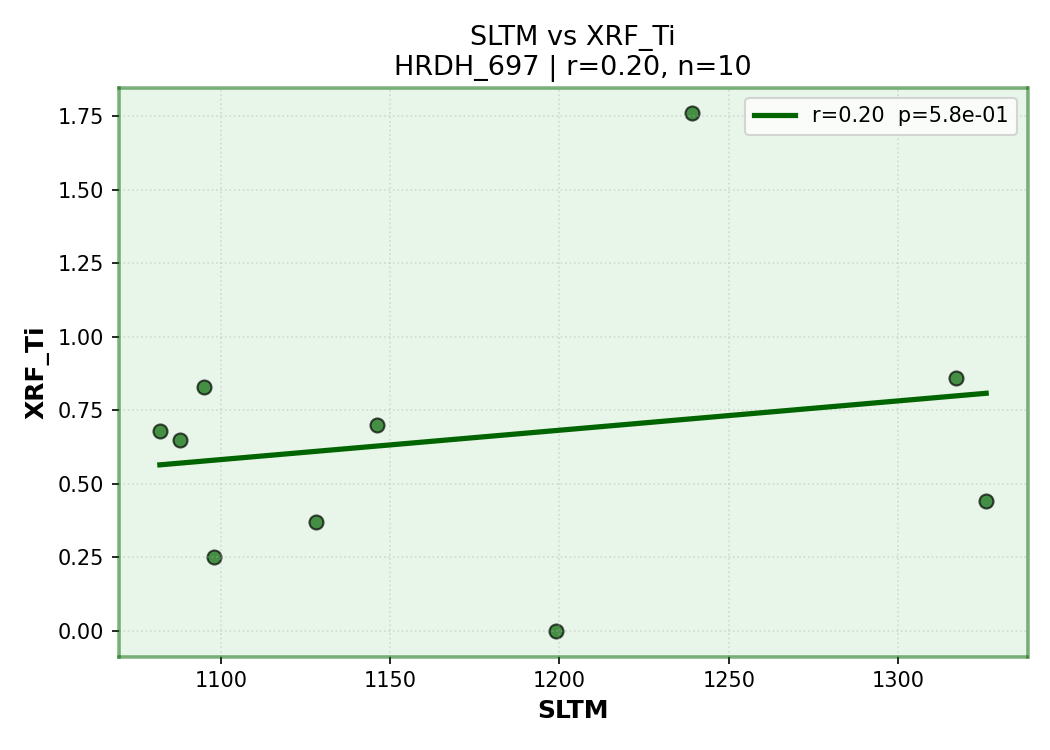 SLTM vs XRF_Ti
HRDH_697 | r=0.20, n=10
r=0.20  p=5.8e-01
1.75
1.50
1.25
1.00
0.75
0.50
0.25
0.00
XRF_Ti
1100
1150
1200
1250
1300
SLTM